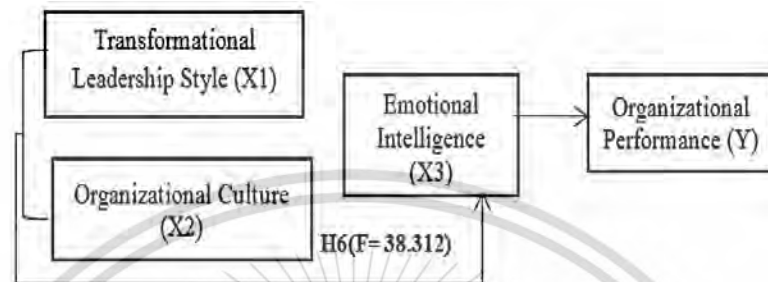 Transformational
Leadership Style (X1)
Emotional
Intelligence
(X3)
Organizational
Performance (Y)
Organizational Culture
(X2)
H6(F= 38.312)